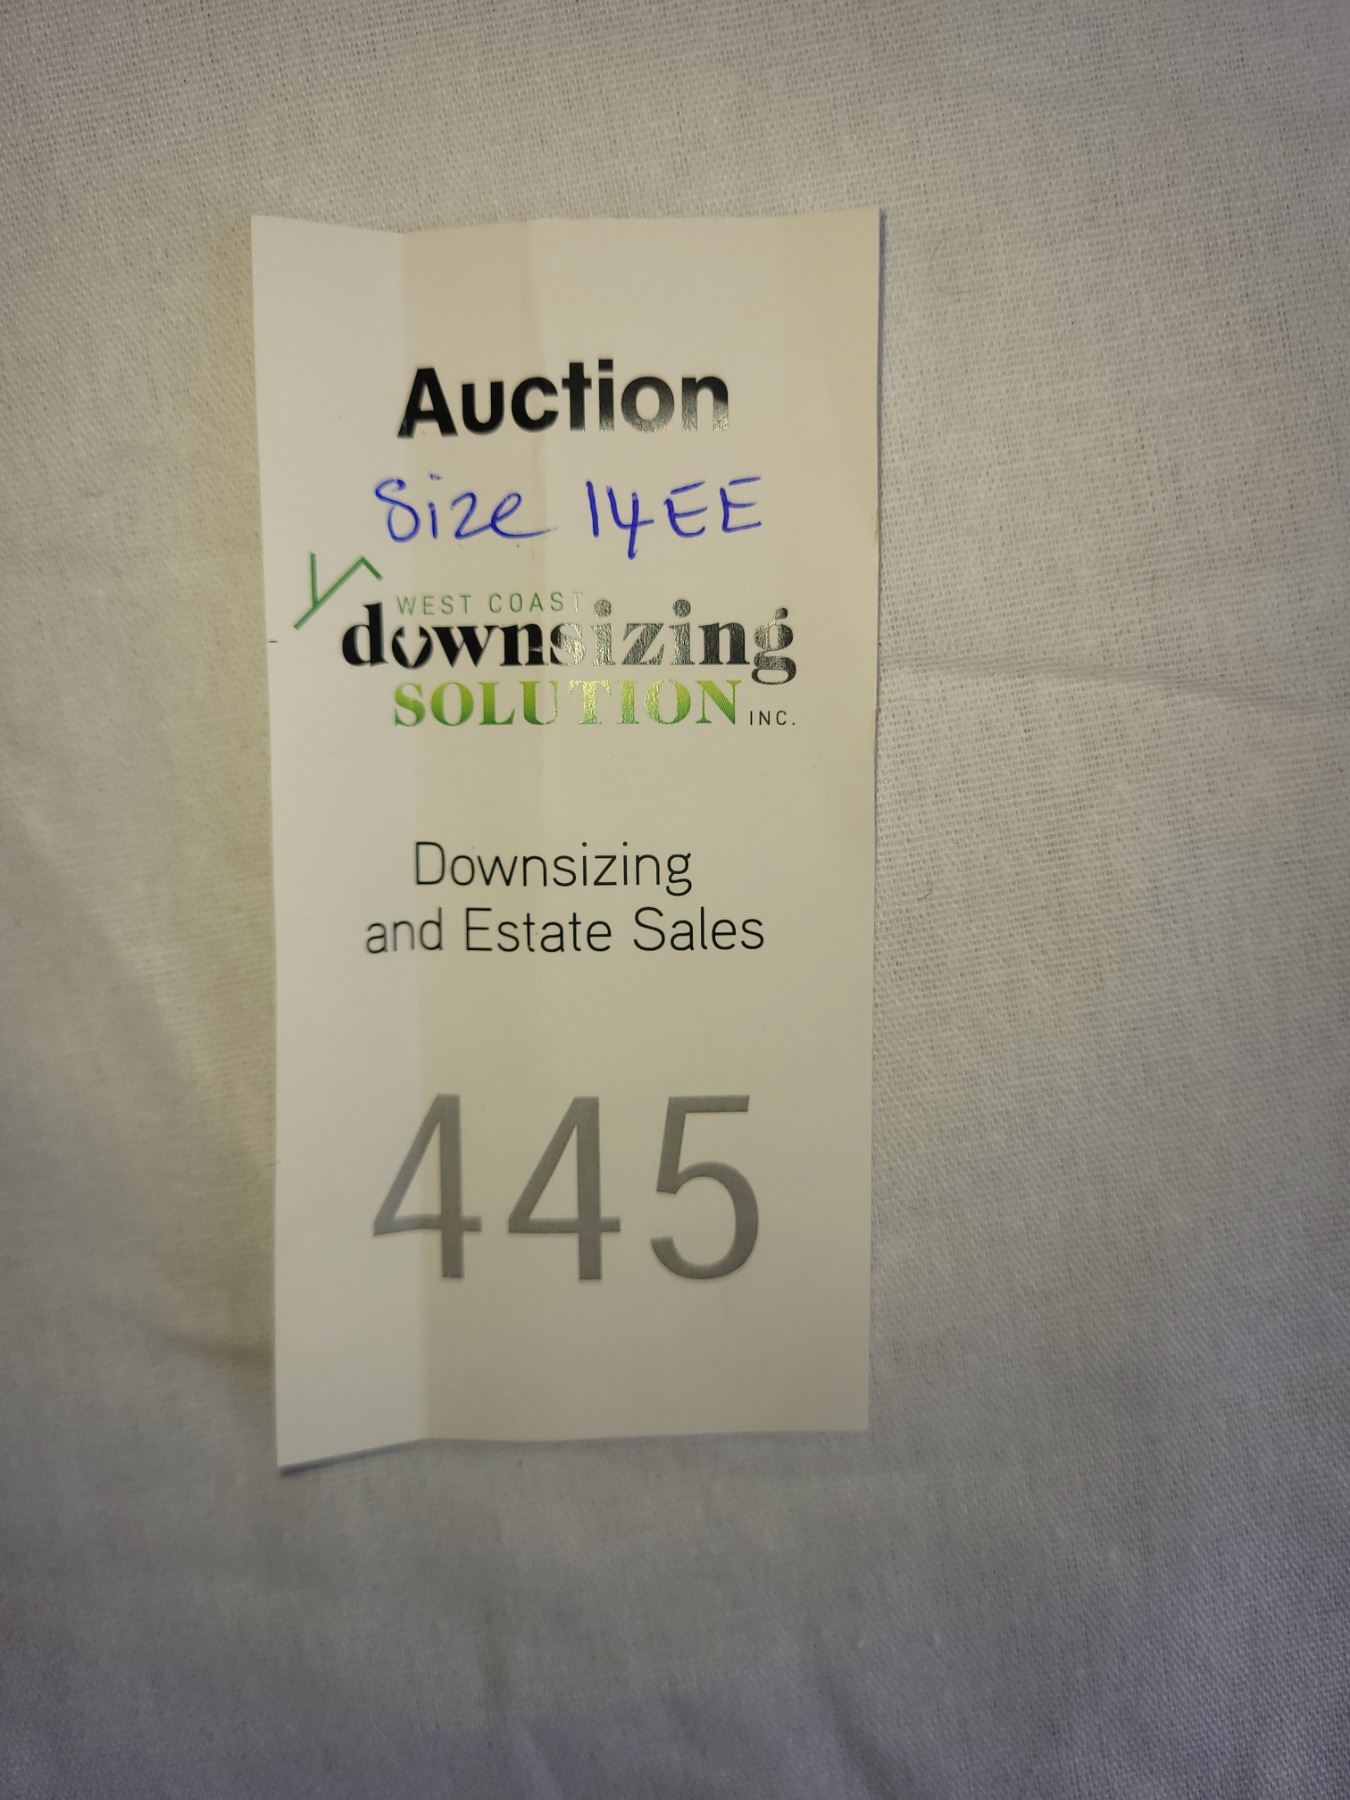 Auction
Size 14EE
WEST COAST
downsizing
SOLUTION INC.
Downsizing
and Estate Sales
445